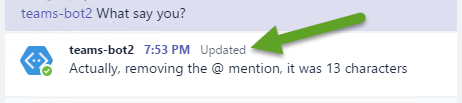 teams-bot2 What say you?
teams-bot2 7:53 PM Updated
Actually, removing the @ mention, it was 13 characters